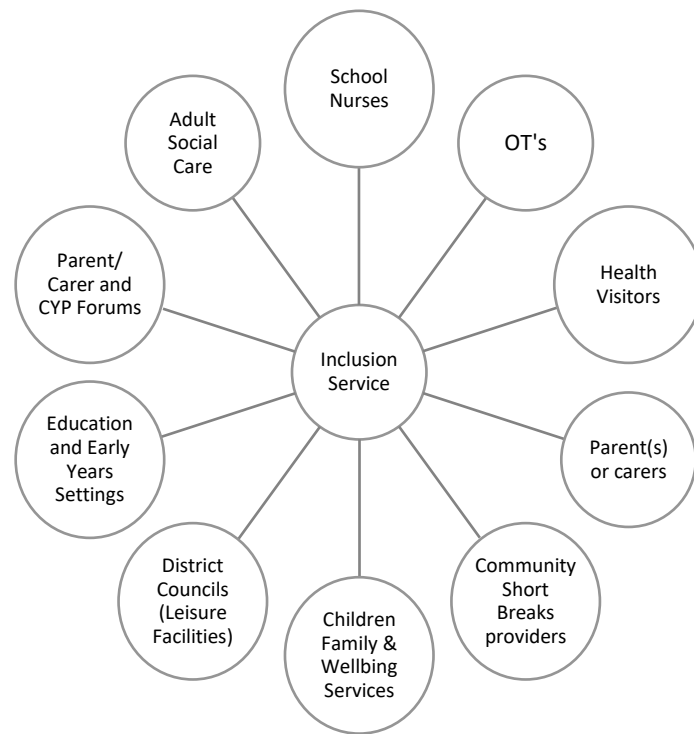 School
Nurses
Adult
Social
Care
OT's
Parent/
Carer and
CYP Forums
Health
Visitors
Inclusion
Service
Education
and Early
Years
Settings
Parent(s)
or carers
District
Councils
(Leisure
Facilities)
Community
Short
Breaks
providers
Children
Family &
Wellbing
Services